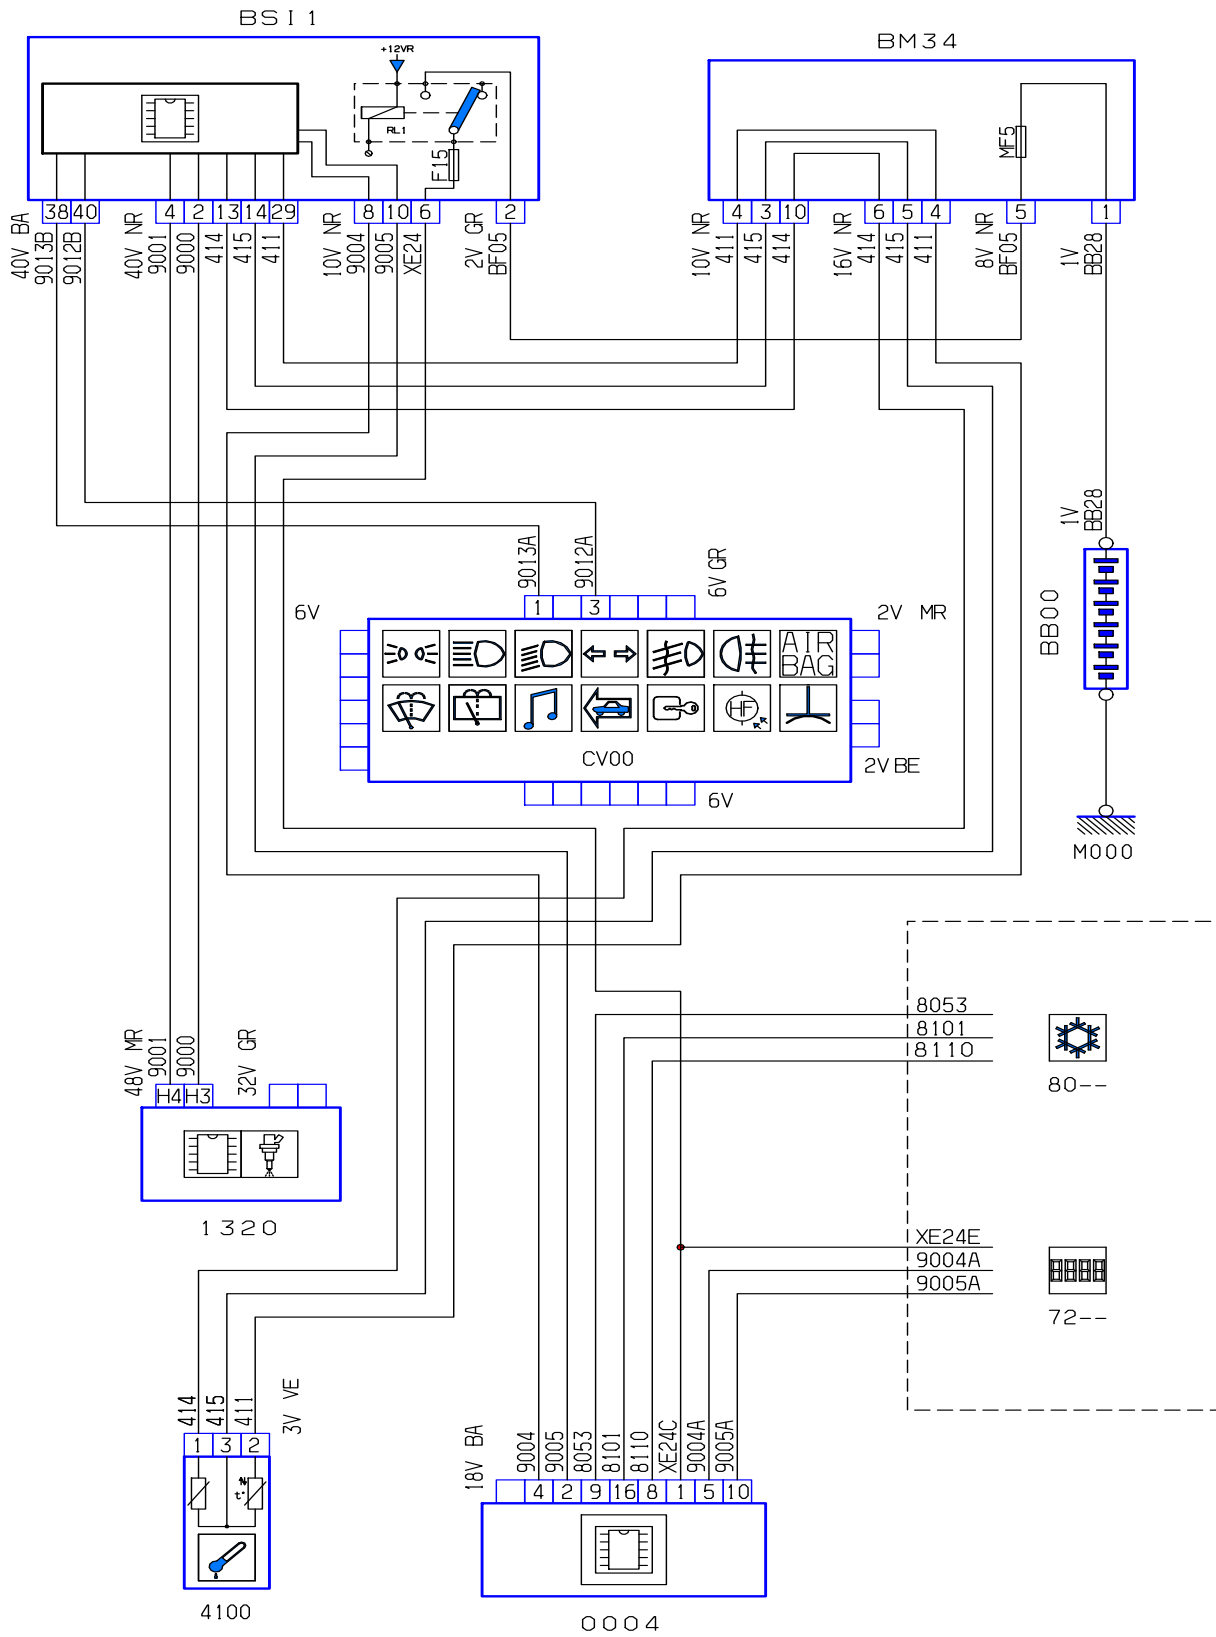 BSI1
BM34
+12VR
RL1
F15
MF5
38 40 4 2 13 14 29 8 10 6 2
4 3 10 6 5 4 5 1
40V BA
9013B
9012B
40V NR
9001
9000
414
415
411
10V NR
9004
9005
XE24
2V GR
BF05
10V NR
411
415
414
16V NR
414
415
411
8V NR
BF05
1V
BB28
1V
BB28
BB00
M000
9013A
9012A
6V GR
1 3
6V
2V MR
AIR
BAG
HF
CV00
2V BE
6V
8053
8101
8110
80--
48V MR
9001
9000
32V GR
H4 H3
1320
XE24E
9004A
9005A
72--
414
415
411
3V VE
1 3 2
t°
4100
18V BA
9004
9005
8053
8101
8110
XE24C
9004A
9005A
4 2 9 16 8 1 5 10
0004